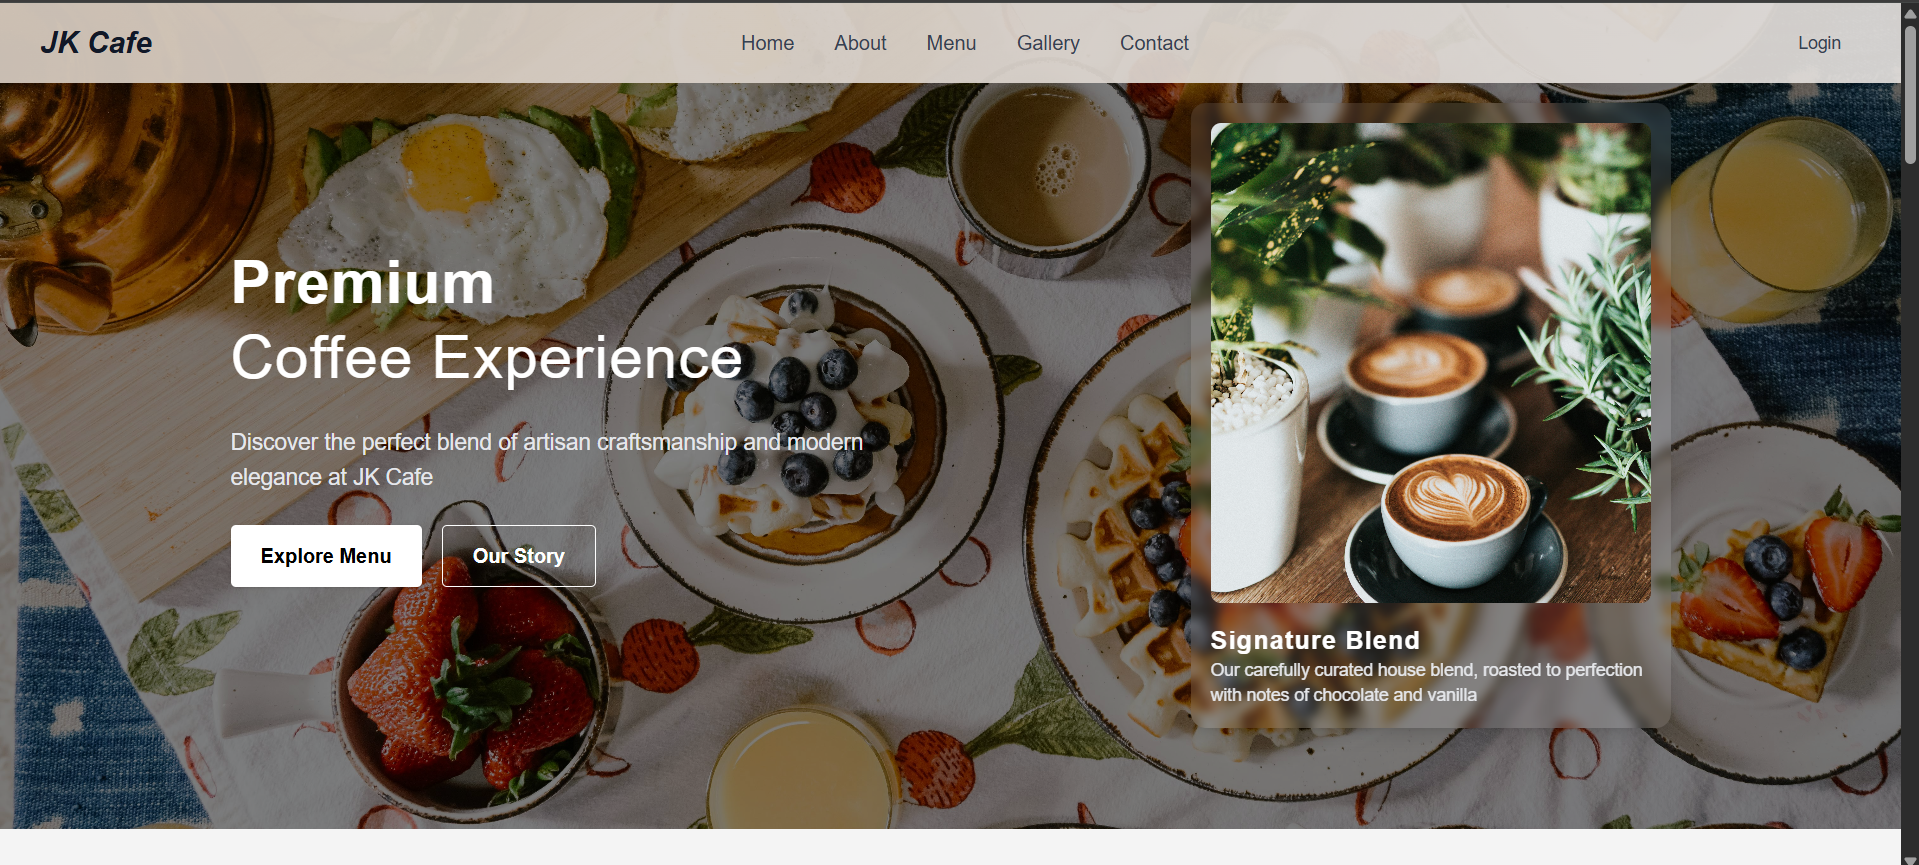 JK Cafe
Home
About
Menu
Gallery
Contact
Login
Premium
Coffee Experience
Discover the perfect blend of artisan craftsmanship and modern
elegance at JK Cafe
Explore Menu
Our Story
Signature Blend
Our carefully curated house blend, roasted to perfection
with notes of chocolate and vanilla